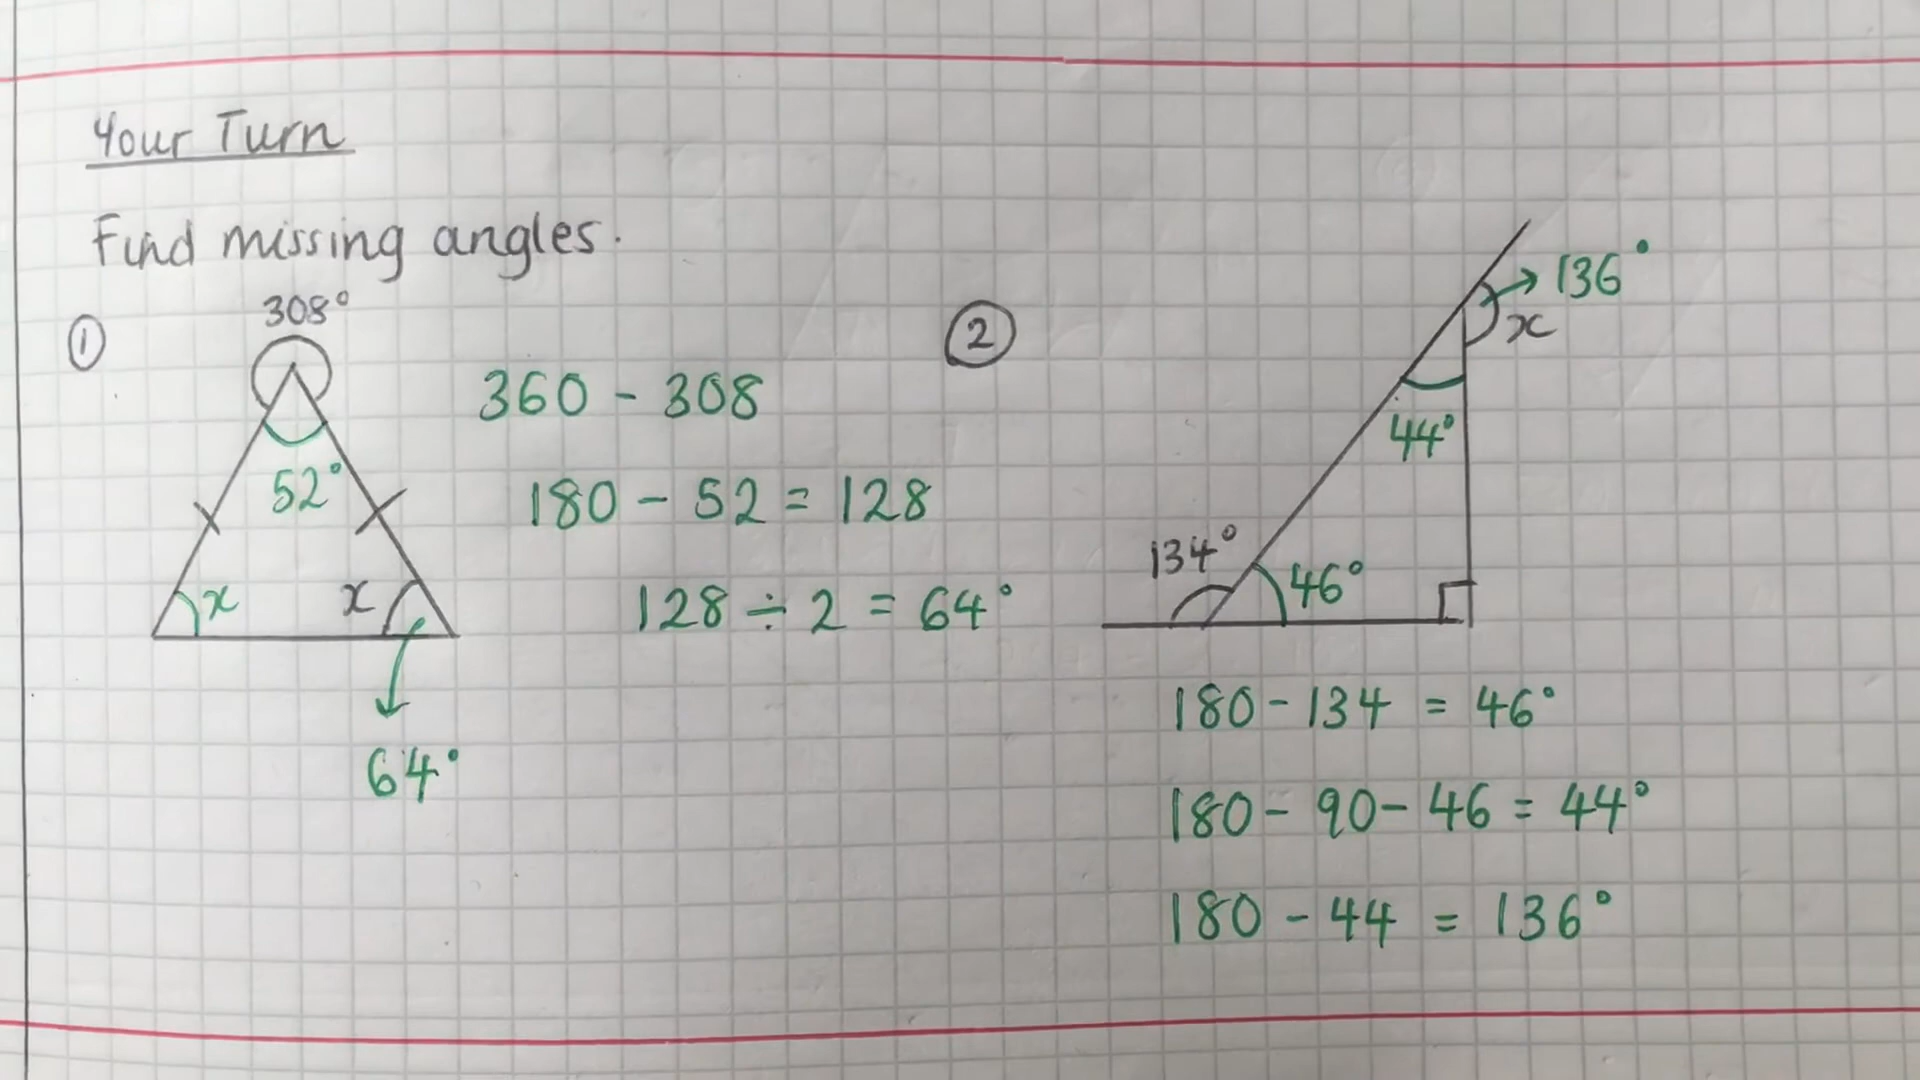 Your Turn
Find missing angles.
①
308°
52°
x
x
64°
360 - 308
180 - 52 = 128
128 ÷ 2 = 64°
②
136°
x
44°
134°
46°
180 - 134 = 46°
180 - 90 - 46 = 44°
180 - 44 = 136°